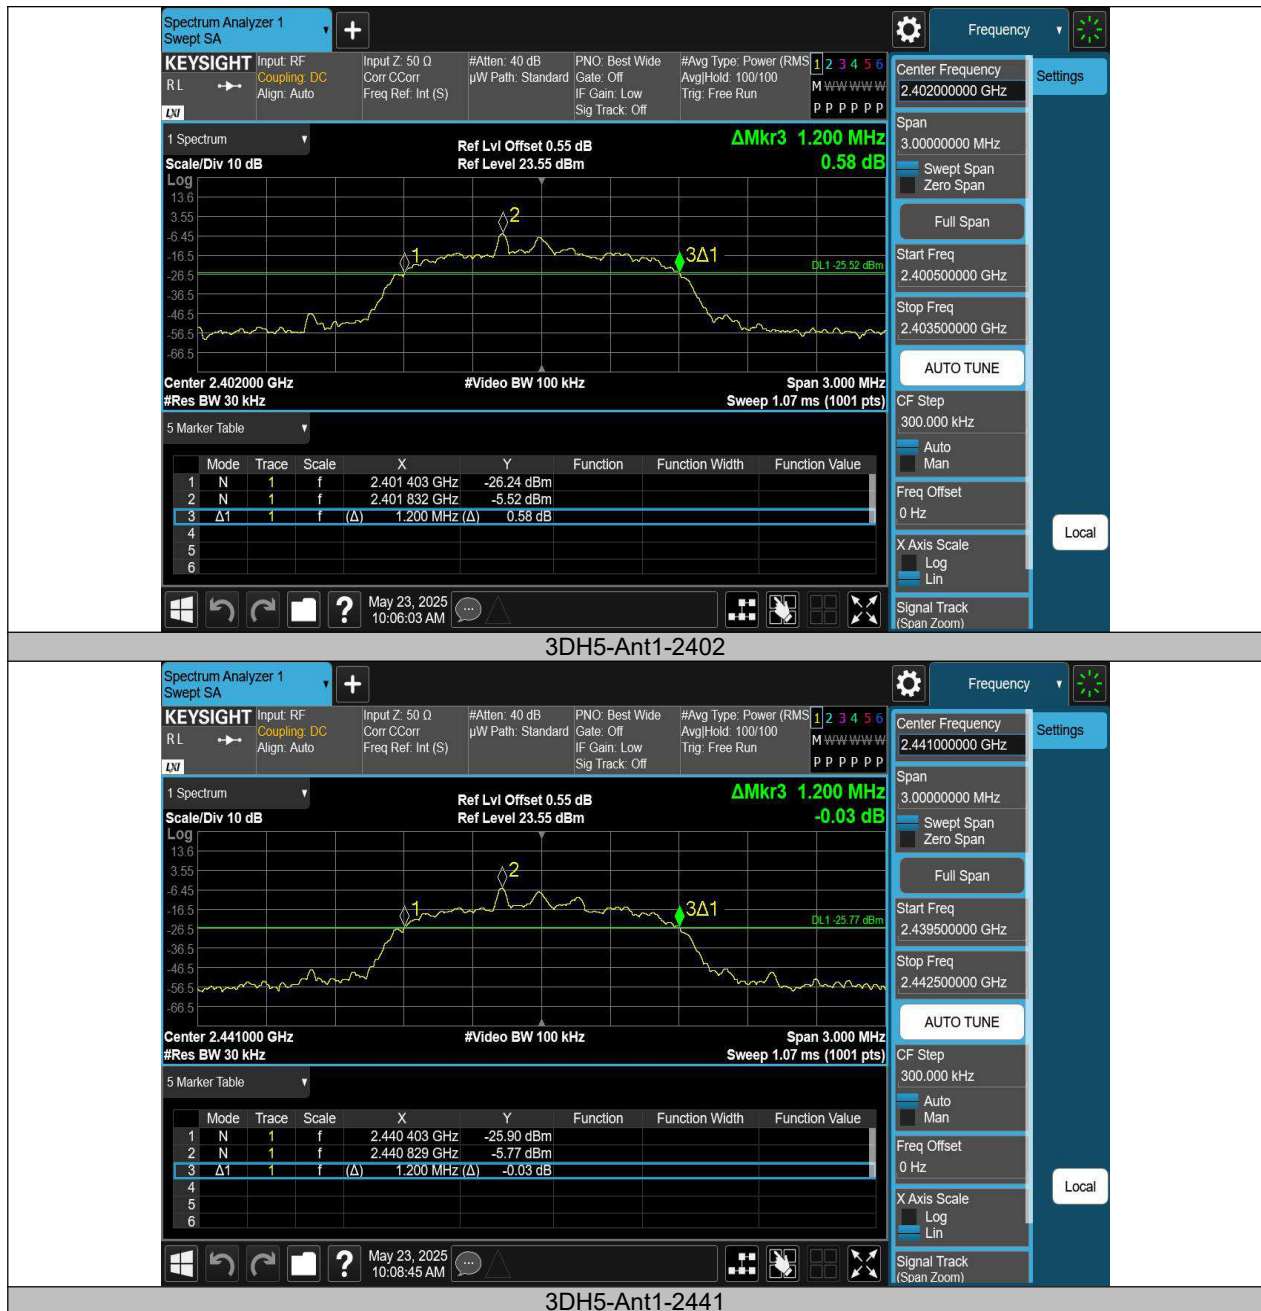 Spectrum Analyzer 1
Swept SA
Frequency
KEYSIGHT
R L
LXI
Input: RF
Coupling: DC
Align: Auto
Input Z: 50 Ω
Corr CCorr
Freq Ref: Int (S)
#Atten: 40 dB
µW Path: Standard
PNO: Best Wide
Gate: Off
IF Gain: Low
Sig Track: Off
#Avg Type: Power (RMS
Avg|Hold: 100/100
Trig: Free Run
1 2 3 4 5 6
M W W W W W
P P P P P P
1 Spectrum
Scale/Div 10 dB
Ref Lvl Offset 0.55 dB
Ref Level 23.55 dBm
ΔMkr3 1.200 MHz
0.58 dB
Log
13.6
3.55
-6.45
-16.5
-26.5
-36.5
-46.5
-56.5
-66.5
1
2
3Δ1
DL1 -25.52 dBm
Center 2.402000 GHz
#Video BW 100 kHz
Span 3.000 MHz
#Res BW 30 kHz
Sweep 1.07 ms (1001 pts)
5 Marker Table
Mode Trace Scale X Y Function Function Width Function Value
1 N 1 f 2.401 403 GHz -26.24 dBm
2 N 1 f 2.401 832 GHz -5.52 dBm
3 Δ1 1 f (Δ) 1.200 MHz (Δ) 0.58 dB
4
5
6
May 23, 2025
10:06:03 AM
Center Frequency
2.402000000 GHz
Settings
Span
3.00000000 MHz
Swept Span
Zero Span
Full Span
Start Freq
2.400500000 GHz
Stop Freq
2.403500000 GHz
AUTO TUNE
CF Step
300.000 kHz
Auto
Man
Freq Offset
0 Hz
X Axis Scale
Log
Lin
Signal Track
(Span Zoom)
Local
3DH5-Ant1-2402
Spectrum Analyzer 1
Swept SA
Frequency
KEYSIGHT
R L
LXI
Input: RF
Coupling: DC
Align: Auto
Input Z: 50 Ω
Corr CCorr
Freq Ref: Int (S)
#Atten: 40 dB
µW Path: Standard
PNO: Best Wide
Gate: Off
IF Gain: Low
Sig Track: Off
#Avg Type: Power (RMS
Avg|Hold: 100/100
Trig: Free Run
1 2 3 4 5 6
M W W W W W
P P P P P P
1 Spectrum
Scale/Div 10 dB
Ref Lvl Offset 0.55 dB
Ref Level 23.55 dBm
ΔMkr3 1.200 MHz
-0.03 dB
Log
13.6
3.55
-6.45
-16.5
-26.5
-36.5
-46.5
-56.5
-66.5
1
2
3Δ1
DL1 -25.77 dBm
Center 2.441000 GHz
#Video BW 100 kHz
Span 3.000 MHz
#Res BW 30 kHz
Sweep 1.07 ms (1001 pts)
5 Marker Table
Mode Trace Scale X Y Function Function Width Function Value
1 N 1 f 2.440 403 GHz -25.90 dBm
2 N 1 f 2.440 829 GHz -5.77 dBm
3 Δ1 1 f (Δ) 1.200 MHz (Δ) -0.03 dB
4
5
6
May 23, 2025
10:08:45 AM
Center Frequency
2.441000000 GHz
Settings
Span
3.00000000 MHz
Swept Span
Zero Span
Full Span
Start Freq
2.439500000 GHz
Stop Freq
2.442500000 GHz
AUTO TUNE
CF Step
300.000 kHz
Auto
Man
Freq Offset
0 Hz
X Axis Scale
Log
Lin
Signal Track
(Span Zoom)
Local
3DH5-Ant1-2441